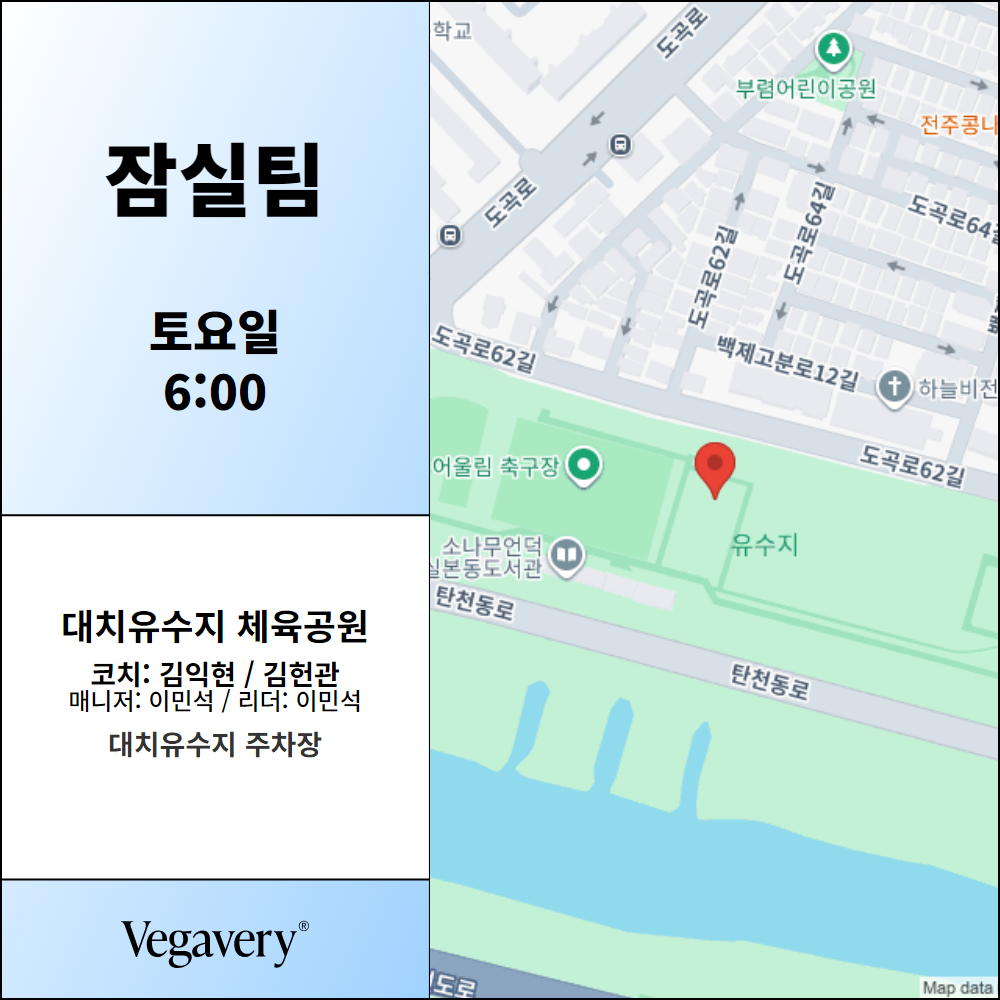 잠실팀
토요일
6:00
대치유수지 체육공원
코치: 김익현 / 김헌관
매니저: 이민석 / 리더: 이민석
대치유수지 주차장
Vegavery®
학교
도곡로
부렴어린이공원
전주콩나
도곡로
도곡로64길
도곡로64길
도곡로62길
도곡로62길
백제고분로12길
하늘비전
어울림 축구장
도곡로62길
유수지
소나무언덕
실본동도서관
탄천동로
탄천동로
Map data